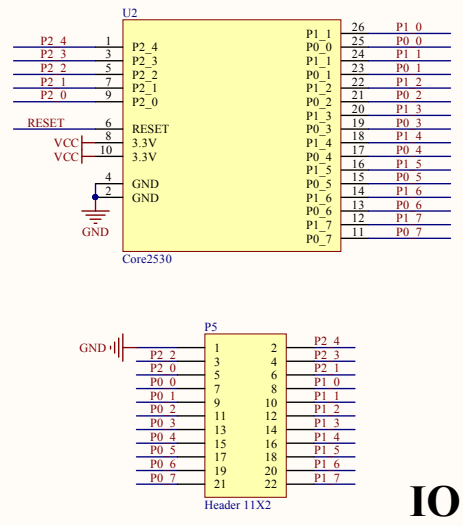 U2
P2_4 1 P2_4 P1_1 26 P1_0
P2_3 3 P2_3 P0_0 25 P0_0
P2_2 5 P2_2 P1_1 24 P1_1
P2_1 7 P2_1 P0_1 23 P0_1
P2_0 9 P2_0 P1_2 22 P1_2
P0_2 21 P0_2
P1_3 20 P1_3
RESET 6 RESET P0_3 19 P0_3
VCC 8 3.3V P1_4 18 P1_4
VCC 10 3.3V P0_4 17 P0_4
P1_5 16 P1_5
4 GND P0_5 15 P0_5
2 GND P1_6 14 P1_6
P0_6 13 P0_6
GND P1_7 12 P1_7
P0_7 11 P0_7
Core2530
P5
GND 1 2 P2_4
P2_2 3 4 P2_3
P2_0 5 6 P2_1
P0_0 7 8 P1_0
P0_1 9 10 P1_1
P0_2 11 12 P1_2
P0_3 13 14 P1_3
P0_4 15 16 P1_4
P0_5 17 18 P1_5
P0_6 19 20 P1_6
P0_7 21 22 P1_7
Header 11X2
IO